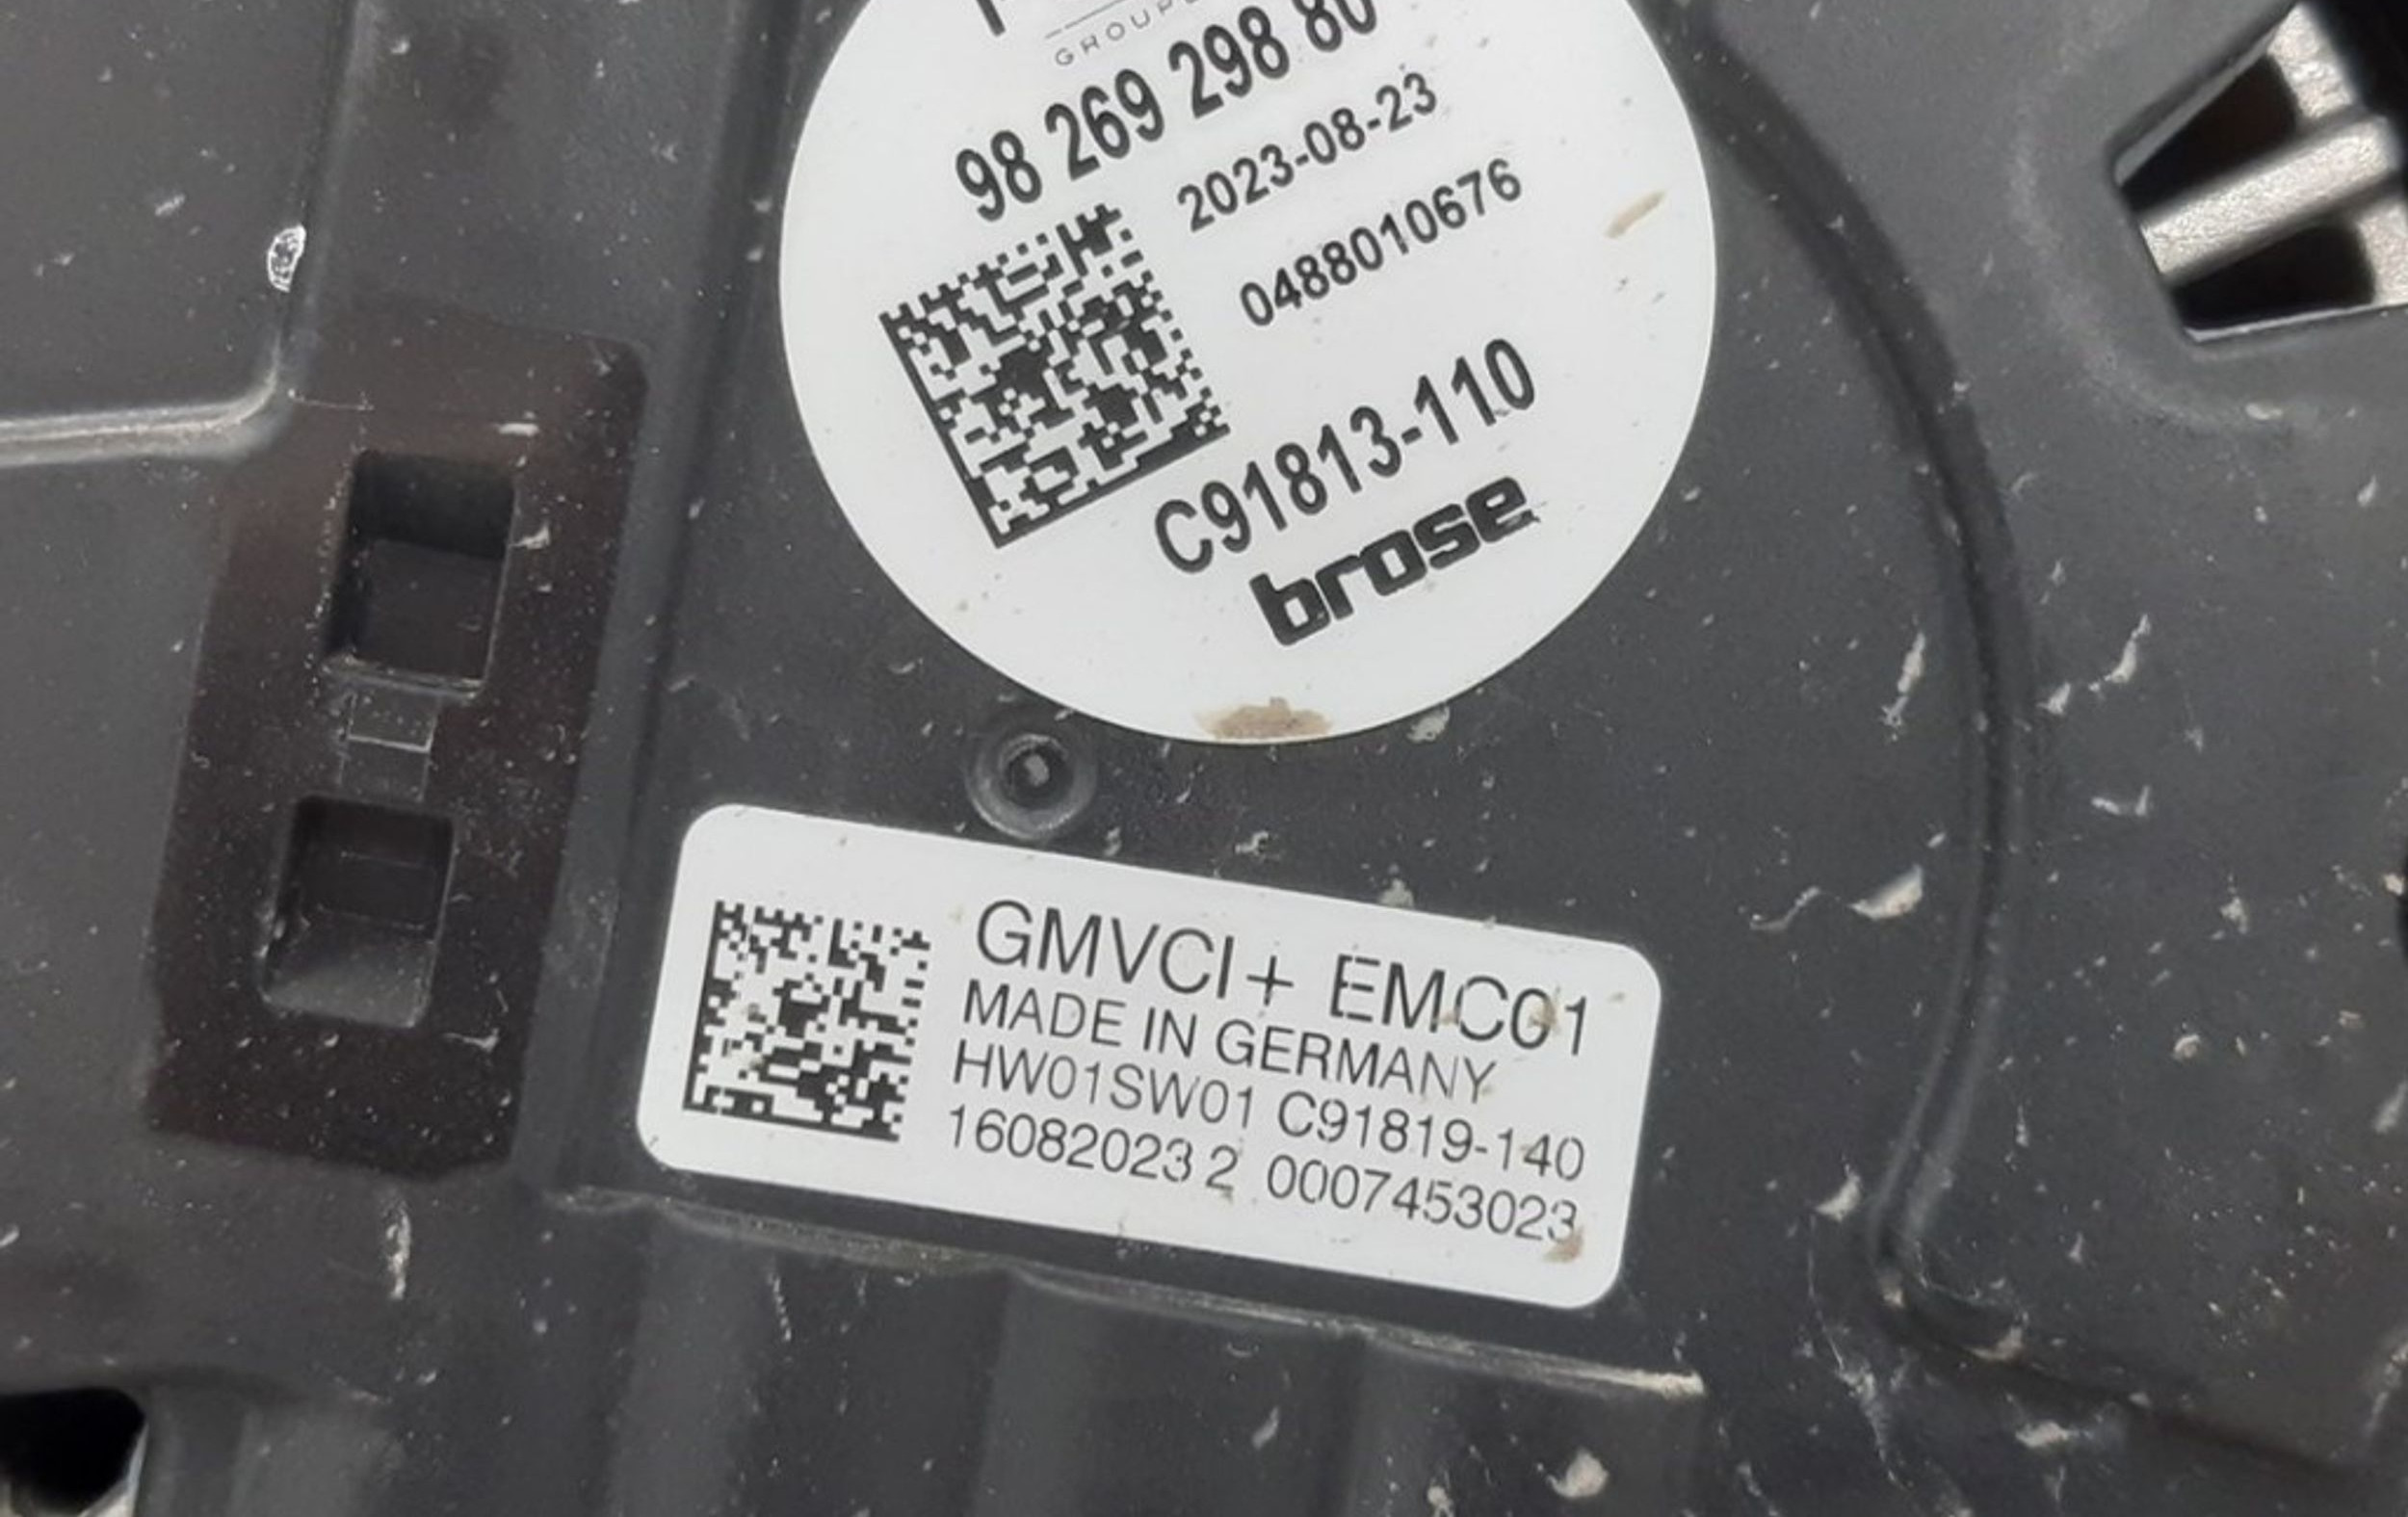 GROUPE
98 269 298 80
2023-08-23
0488010676
C91813-110
brose
GMVCI+ EMC01
MADE IN GERMANY
HW01SW01 C91819-140
16082023 2 0007453023